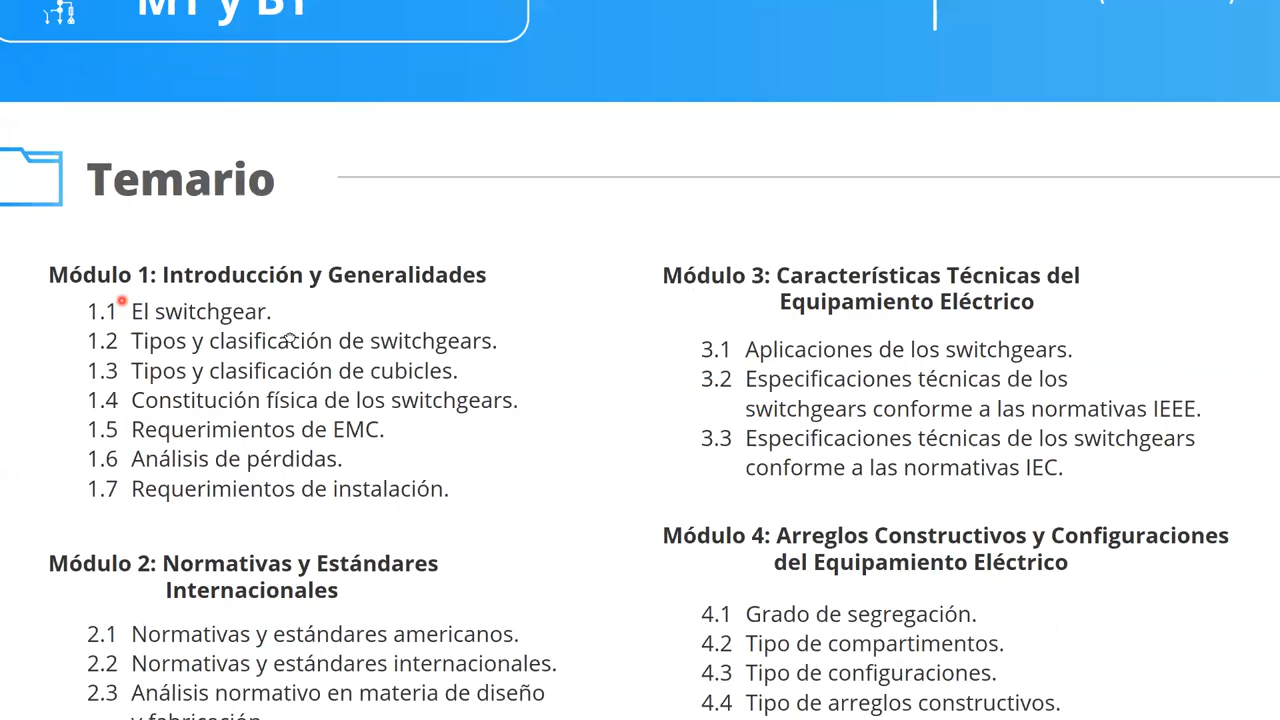 MT y BT
Temario
Módulo 1: Introducción y Generalidades
1.1 El switchgear.
1.2 Tipos y clasificación de switchgears.
1.3 Tipos y clasificación de cubicles.
1.4 Constitución física de los switchgears.
1.5 Requerimientos de EMC.
1.6 Análisis de pérdidas.
1.7 Requerimientos de instalación.
Módulo 2: Normativas y Estándares
Internacionales
2.1 Normativas y estándares americanos.
2.2 Normativas y estándares internacionales.
2.3 Análisis normativo en materia de diseño
y fabricación.
Módulo 3: Características Técnicas del
Equipamiento Eléctrico
3.1 Aplicaciones de los switchgears.
3.2 Especificaciones técnicas de los
switchgears conforme a las normativas IEEE.
3.3 Especificaciones técnicas de los switchgears
conforme a las normativas IEC.
Módulo 4: Arreglos Constructivos y Configuraciones
del Equipamiento Eléctrico
4.1 Grado de segregación.
4.2 Tipo de compartimentos.
4.3 Tipo de configuraciones.
4.4 Tipo de arreglos constructivos.